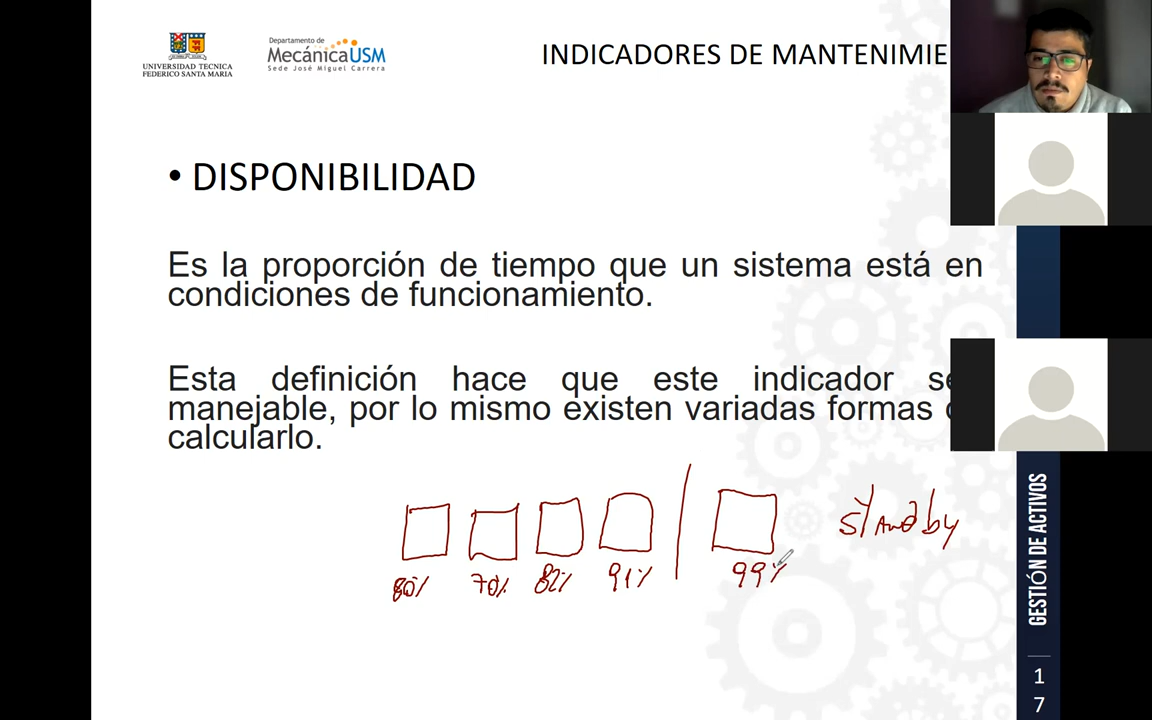 UNIVERSIDAD TECNICA
FEDERICO SANTA MARIA
Departamento de
MecánicaUSM
Sede José Miguel Carrera
INDICADORES DE MANTENIMIE
• DISPONIBILIDAD
Es la proporción de tiempo que un sistema está en
condiciones de funcionamiento.
Esta definición hace que este indicador se
manejable, por lo mismo existen variadas formas
calcularlo.
standby
80% 70% 82% 91% 99%
GESTIÓN DE ACTIVOS
1
7